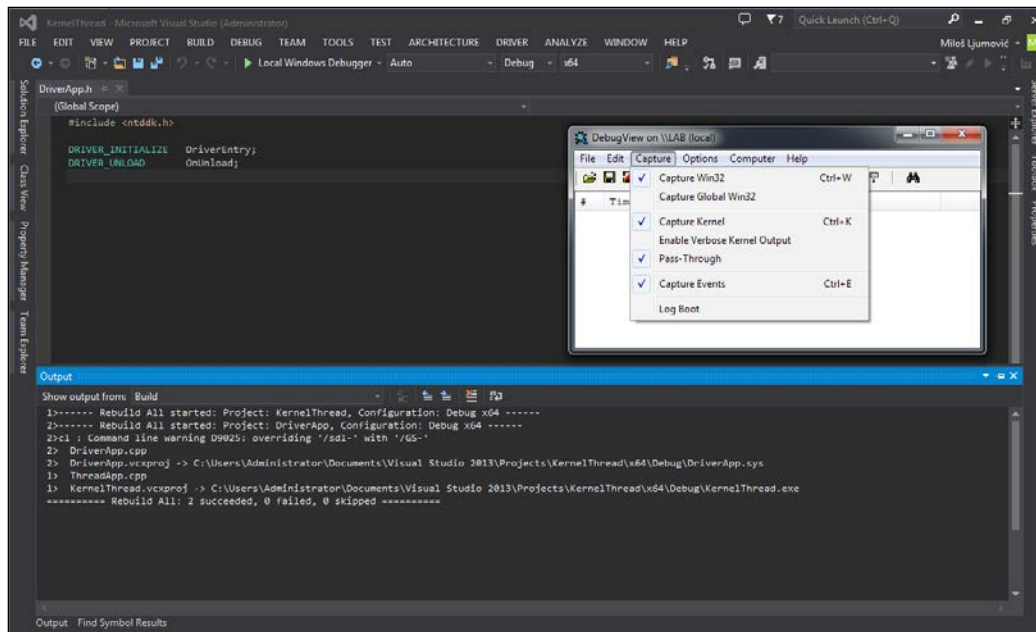 KernelThread - Microsoft Visual Studio (Administrator)
7 Quick Launch (Ctrl+Q)
FILE EDIT VIEW PROJECT BUILD DEBUG TEAM TOOLS TEST ARCHITECTURE DRIVER ANALYZE WINDOW HELP
Miloš Ljumović
Local Windows Debugger Auto Debug x64
Solution Explorer
Class View
Property Manager
Team Explorer
DriverApp.h
(Global Scope)
#include <ntddk.h>
DRIVER_INITIALIZE DriverEntry;
DRIVER_UNLOAD OnUnload;
DebugView on \\LAB (local)
File Edit Capture Options Computer Help
# Tim
Capture Win32 Ctrl+W
Capture Global Win32
Capture Kernel Ctrl+K
Enable Verbose Kernel Output
Pass-Through
Capture Events Ctrl+E
Log Boot
Output
Show output from: Build
1>------ Rebuild All started: Project: KernelThread, Configuration: Debug x64 ------
2>------ Rebuild All started: Project: DriverApp, Configuration: Debug x64 ------
2>cl : Command line warning D9025: overriding '/sdl-' with '/GS-'
2> DriverApp.cpp
2> DriverApp.vcxproj -> C:\Users\Administrator\Documents\Visual Studio 2013\Projects\KernelThread\x64\Debug\DriverApp.sys
1> ThreadApp.cpp
1> KernelThread.vcxproj -> C:\Users\Administrator\Documents\Visual Studio 2013\Projects\KernelThread\x64\Debug\KernelThread.exe
========== Rebuild All: 2 succeeded, 0 failed, 0 skipped ==========
Output Find Symbol Results